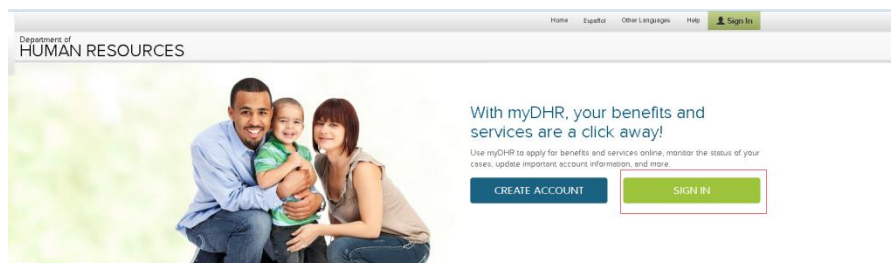 Home Español Other Languages Help Sign In
Department of
HUMAN RESOURCES
With myDHR, your benefits and
services are a click away!
Use myDHR to apply for benefits and services online, monitor the status of your
cases, update important account information, and more.
CREATE ACCOUNT SIGN IN